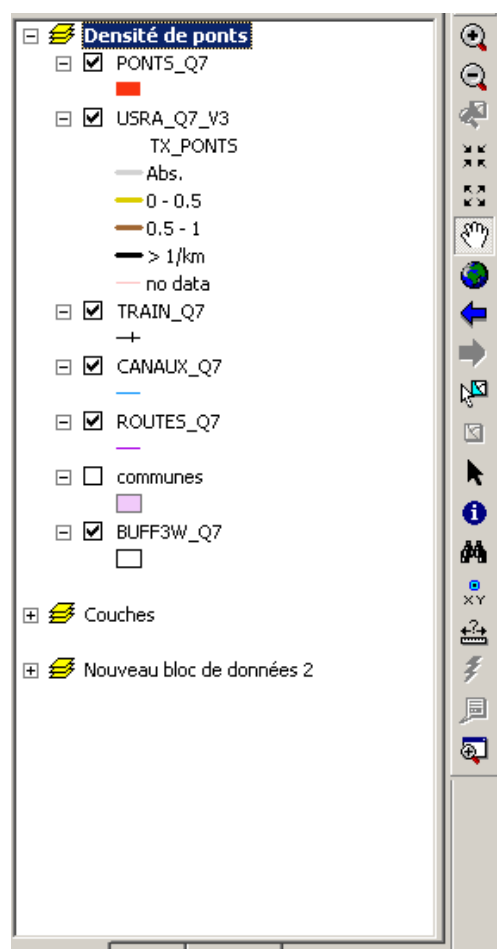 Densité de ponts
PONTS_Q7
USRA_Q7_V3
TX_PONTS
Abs.
0 - 0.5
0.5 - 1
> 1/km
no data
TRAIN_Q7
CANAUX_Q7
ROUTES_Q7
communes
BUFF3W_Q7
Couches
Nouveau bloc de données 2
X Y